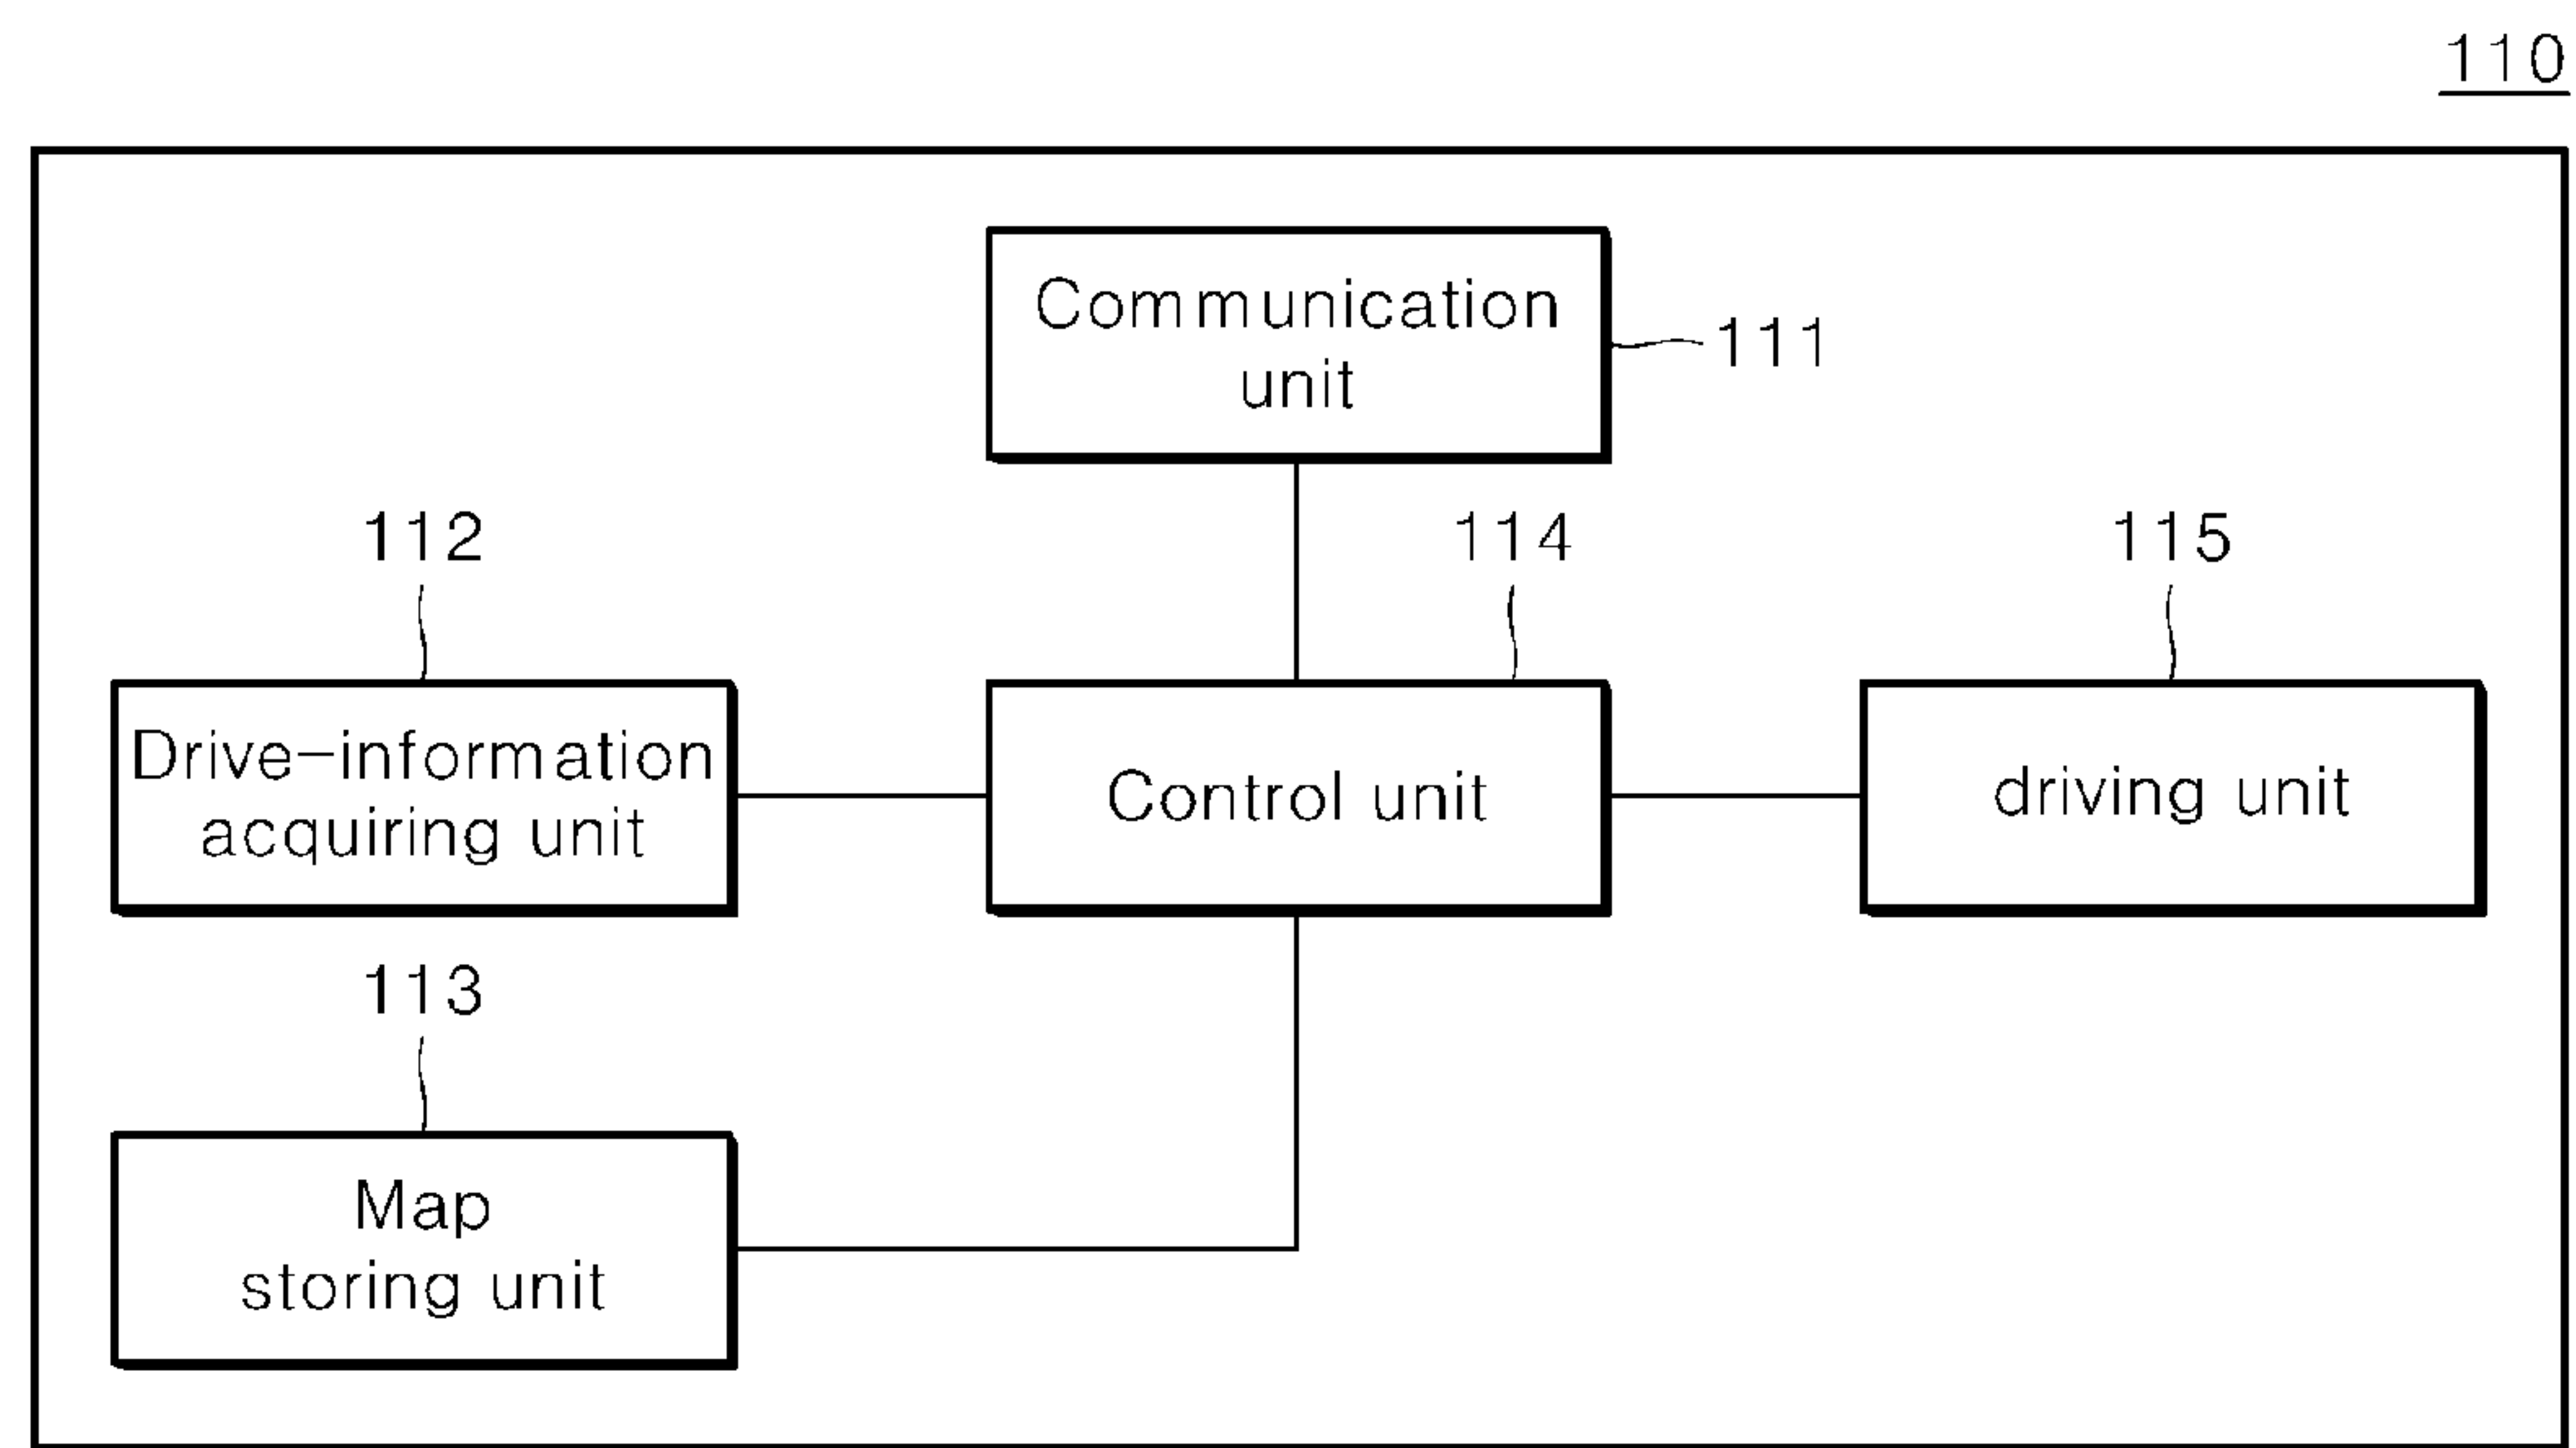 110
Communication
unit
111
112
114
115
Drive-information
acquiring unit
Control unit
driving unit
113
Map
storing unit